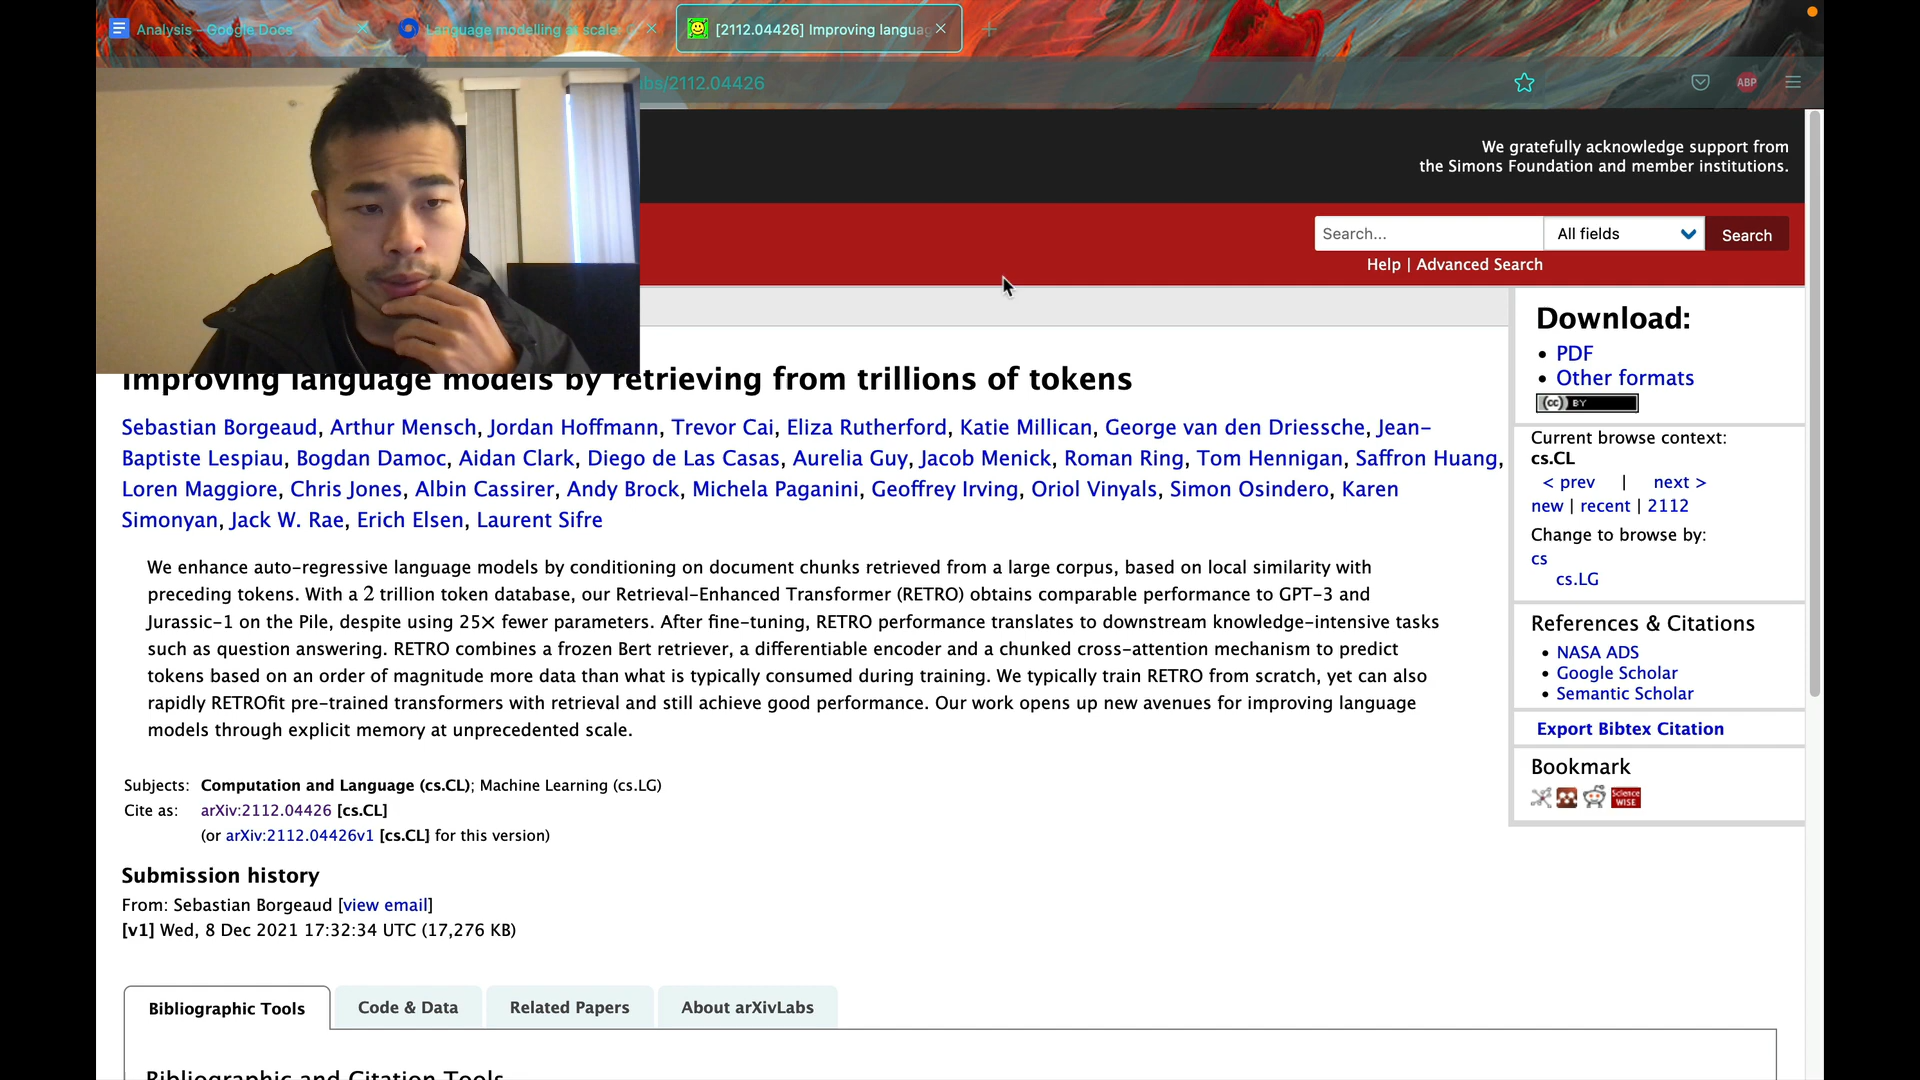 Analysis – Google Docs
Language modelling at scale:
[2112.04426] Improving langua
bs/2112.04426
ABP
We gratefully acknowledge support from
the Simons Foundation and member institutions.
Search...
All fields
Search
Help | Advanced Search
Improving language models by retrieving from trillions of tokens
Sebastian Borgeaud, Arthur Mensch, Jordan Hoffmann, Trevor Cai, Eliza Rutherford, Katie Millican, George van den Driessche, Jean-
Baptiste Lespiau, Bogdan Damoc, Aidan Clark, Diego de Las Casas, Aurelia Guy, Jacob Menick, Roman Ring, Tom Hennigan, Saffron Huang,
Loren Maggiore, Chris Jones, Albin Cassirer, Andy Brock, Michela Paganini, Geoffrey Irving, Oriol Vinyals, Simon Osindero, Karen
Simonyan, Jack W. Rae, Erich Elsen, Laurent Sifre
We enhance auto-regressive language models by conditioning on document chunks retrieved from a large corpus, based on local similarity with
preceding tokens. With a 2 trillion token database, our Retrieval-Enhanced Transformer (RETRO) obtains comparable performance to GPT-3 and
Jurassic-1 on the Pile, despite using 25× fewer parameters. After fine-tuning, RETRO performance translates to downstream knowledge-intensive tasks
such as question answering. RETRO combines a frozen Bert retriever, a differentiable encoder and a chunked cross-attention mechanism to predict
tokens based on an order of magnitude more data than what is typically consumed during training. We typically train RETRO from scratch, yet can also
rapidly RETROfit pre-trained transformers with retrieval and still achieve good performance. Our work opens up new avenues for improving language
models through explicit memory at unprecedented scale.
Subjects: Computation and Language (cs.CL); Machine Learning (cs.LG)
Cite as: arXiv:2112.04426 [cs.CL]
(or arXiv:2112.04426v1 [cs.CL] for this version)
Submission history
From: Sebastian Borgeaud [view email]
[v1] Wed, 8 Dec 2021 17:32:34 UTC (17,276 KB)
Bibliographic Tools
Code & Data
Related Papers
About arXivLabs
Bibliographic and Citation Tools
Download:
• PDF
• Other formats
(cc) BY
Current browse context:
cs.CL
< prev | next >
new | recent | 2112
Change to browse by:
cs
cs.LG
References & Citations
• NASA ADS
• Google Scholar
• Semantic Scholar
Export Bibtex Citation
Bookmark
Science
WISE